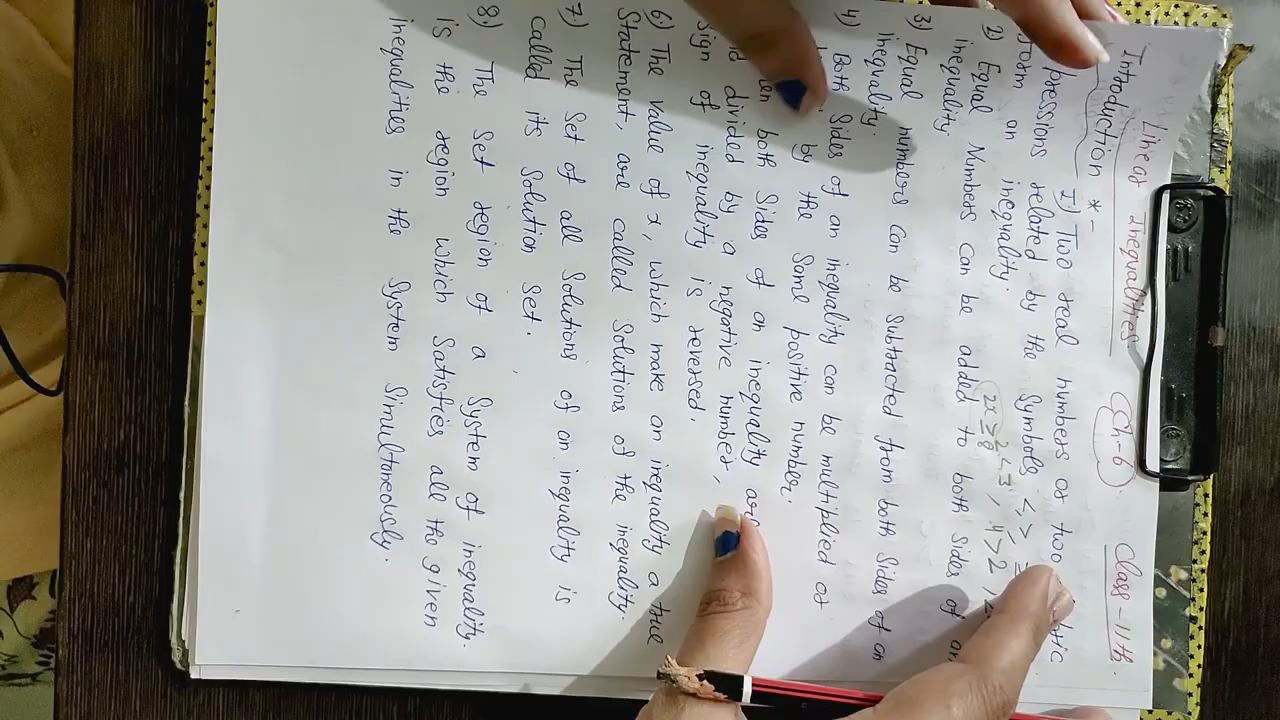 Linear Inequalities Ch-6. Class-11th
Introduction *-
I) Two real numbers or two
pressions related by the Symbols <, >
form an inequality.
2 < 3, 4 > 2,
2x ≥ 8
2) Equal Numbers can be added to both Sides of an
inequality.
3) Equal numbers can be Subtracted from both Sides of an
inequality.
4) Both Sides of an inequality can be multiplied or
by the Same positive number.
both Sides of an inequality are
divided by a negative number,
Sign of inequality is reversed.
6.) The value of x, which make an inequality a true
Statement, are called Solutions of the inequality.
7.) The Set of all Solutions of an inequality is
called its Solution Set.
8.) The Set region of a System of inequality.
is the region which Satisfies all the given
inequalities in the System Simultaneously.